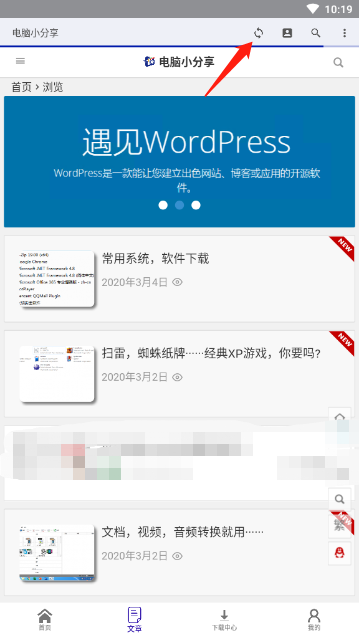 10:19
电脑小分享
电脑小分享
首页 > 浏览
遇见WordPress
WordPress是一款能让您建立出色网站、博客或应用的开源软
件。
常用系统，软件下载
2020年3月4日
NEW
Google Chrome
扫雷，蜘蛛纸牌······经典XP游戏，你要吗?
2020年3月2日
NEW
文档，视频，音频转换就用······
2020年3月2日
繁
首页
文章
下载中心
我的